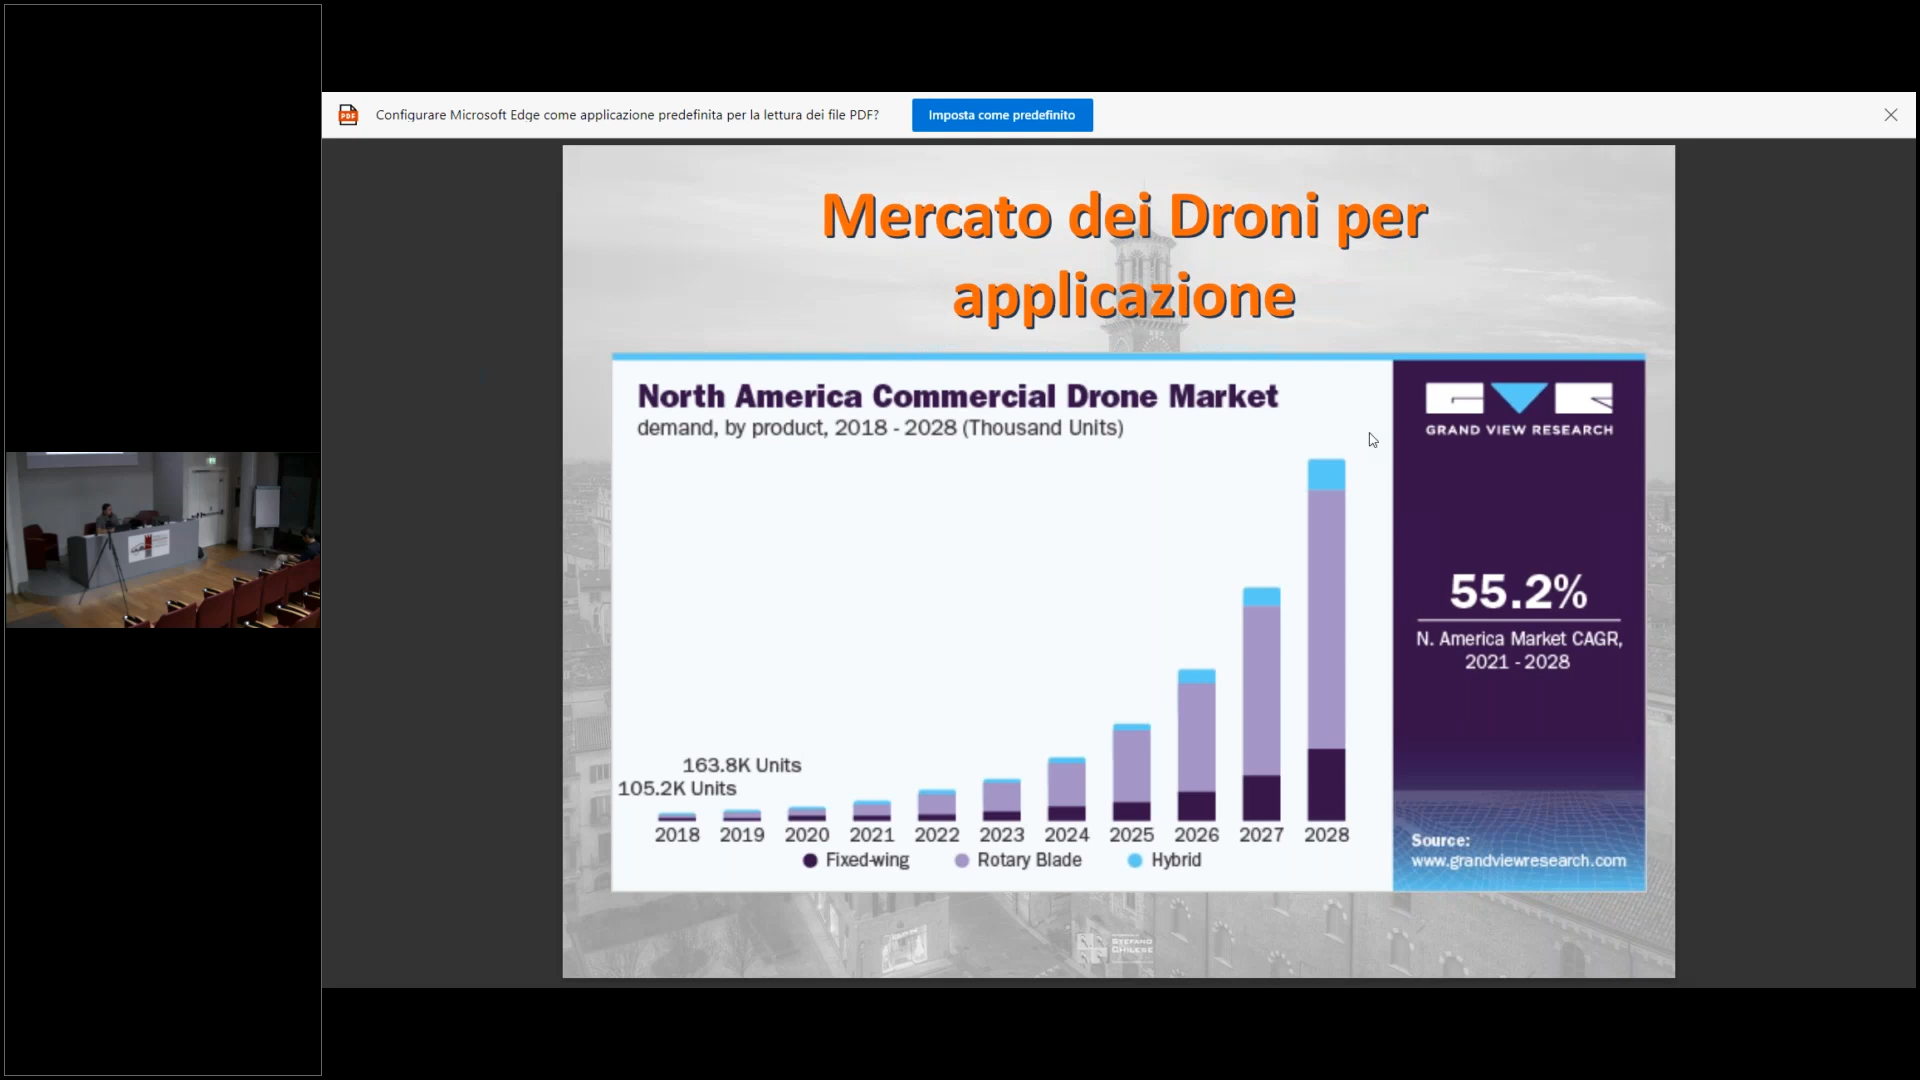 Configurare Microsoft Edge come applicazione predefinita per la lettura dei file PDF?
Imposta come predefinito
Mercato dei Droni per
applicazione
North America Commercial Drone Market
demand, by product, 2018 - 2028 (Thousand Units)
GRAND VIEW RESEARCH
163.8K Units
105.2K Units
2018 2019 2020 2021 2022 2023 2024 2025 2026 2027 2028
Fixed-wing Rotary Blade Hybrid
55.2%
N. America Market CAGR,
2021 - 2028
Source:
www.grandviewresearch.com
STEFANO
CHILESE